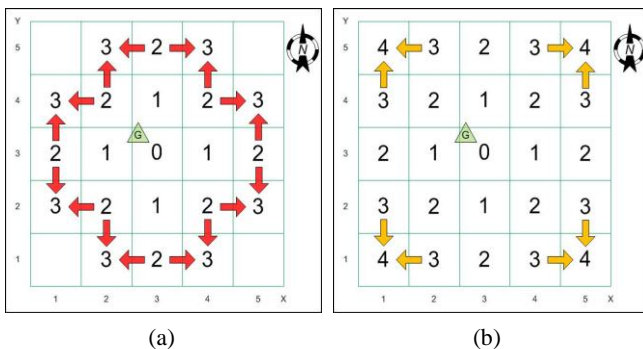 Y Y
5 3 2 3 N 5 4 3 2 3 4 N
4 3 2 1 2 3 4 3 2 1 2 3
G G
3 2 1 0 1 2 3 2 1 0 1 2
2 3 2 1 2 3 2 3 2 1 2 3
1 3 2 3 1 4 3 2 3 4
1 2 3 4 5 X 1 2 3 4 5 X
(a) (b)